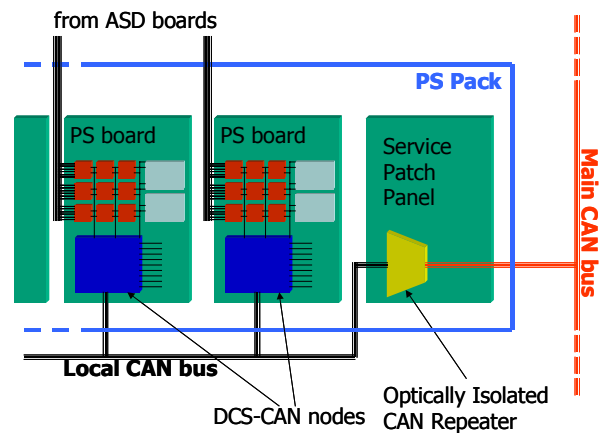 from ASD boards
PS Pack
PS board
PS board
Service
Patch
Panel
Main CAN bus
Local CAN bus
DCS-CAN nodes
Optically Isolated
CAN Repeater